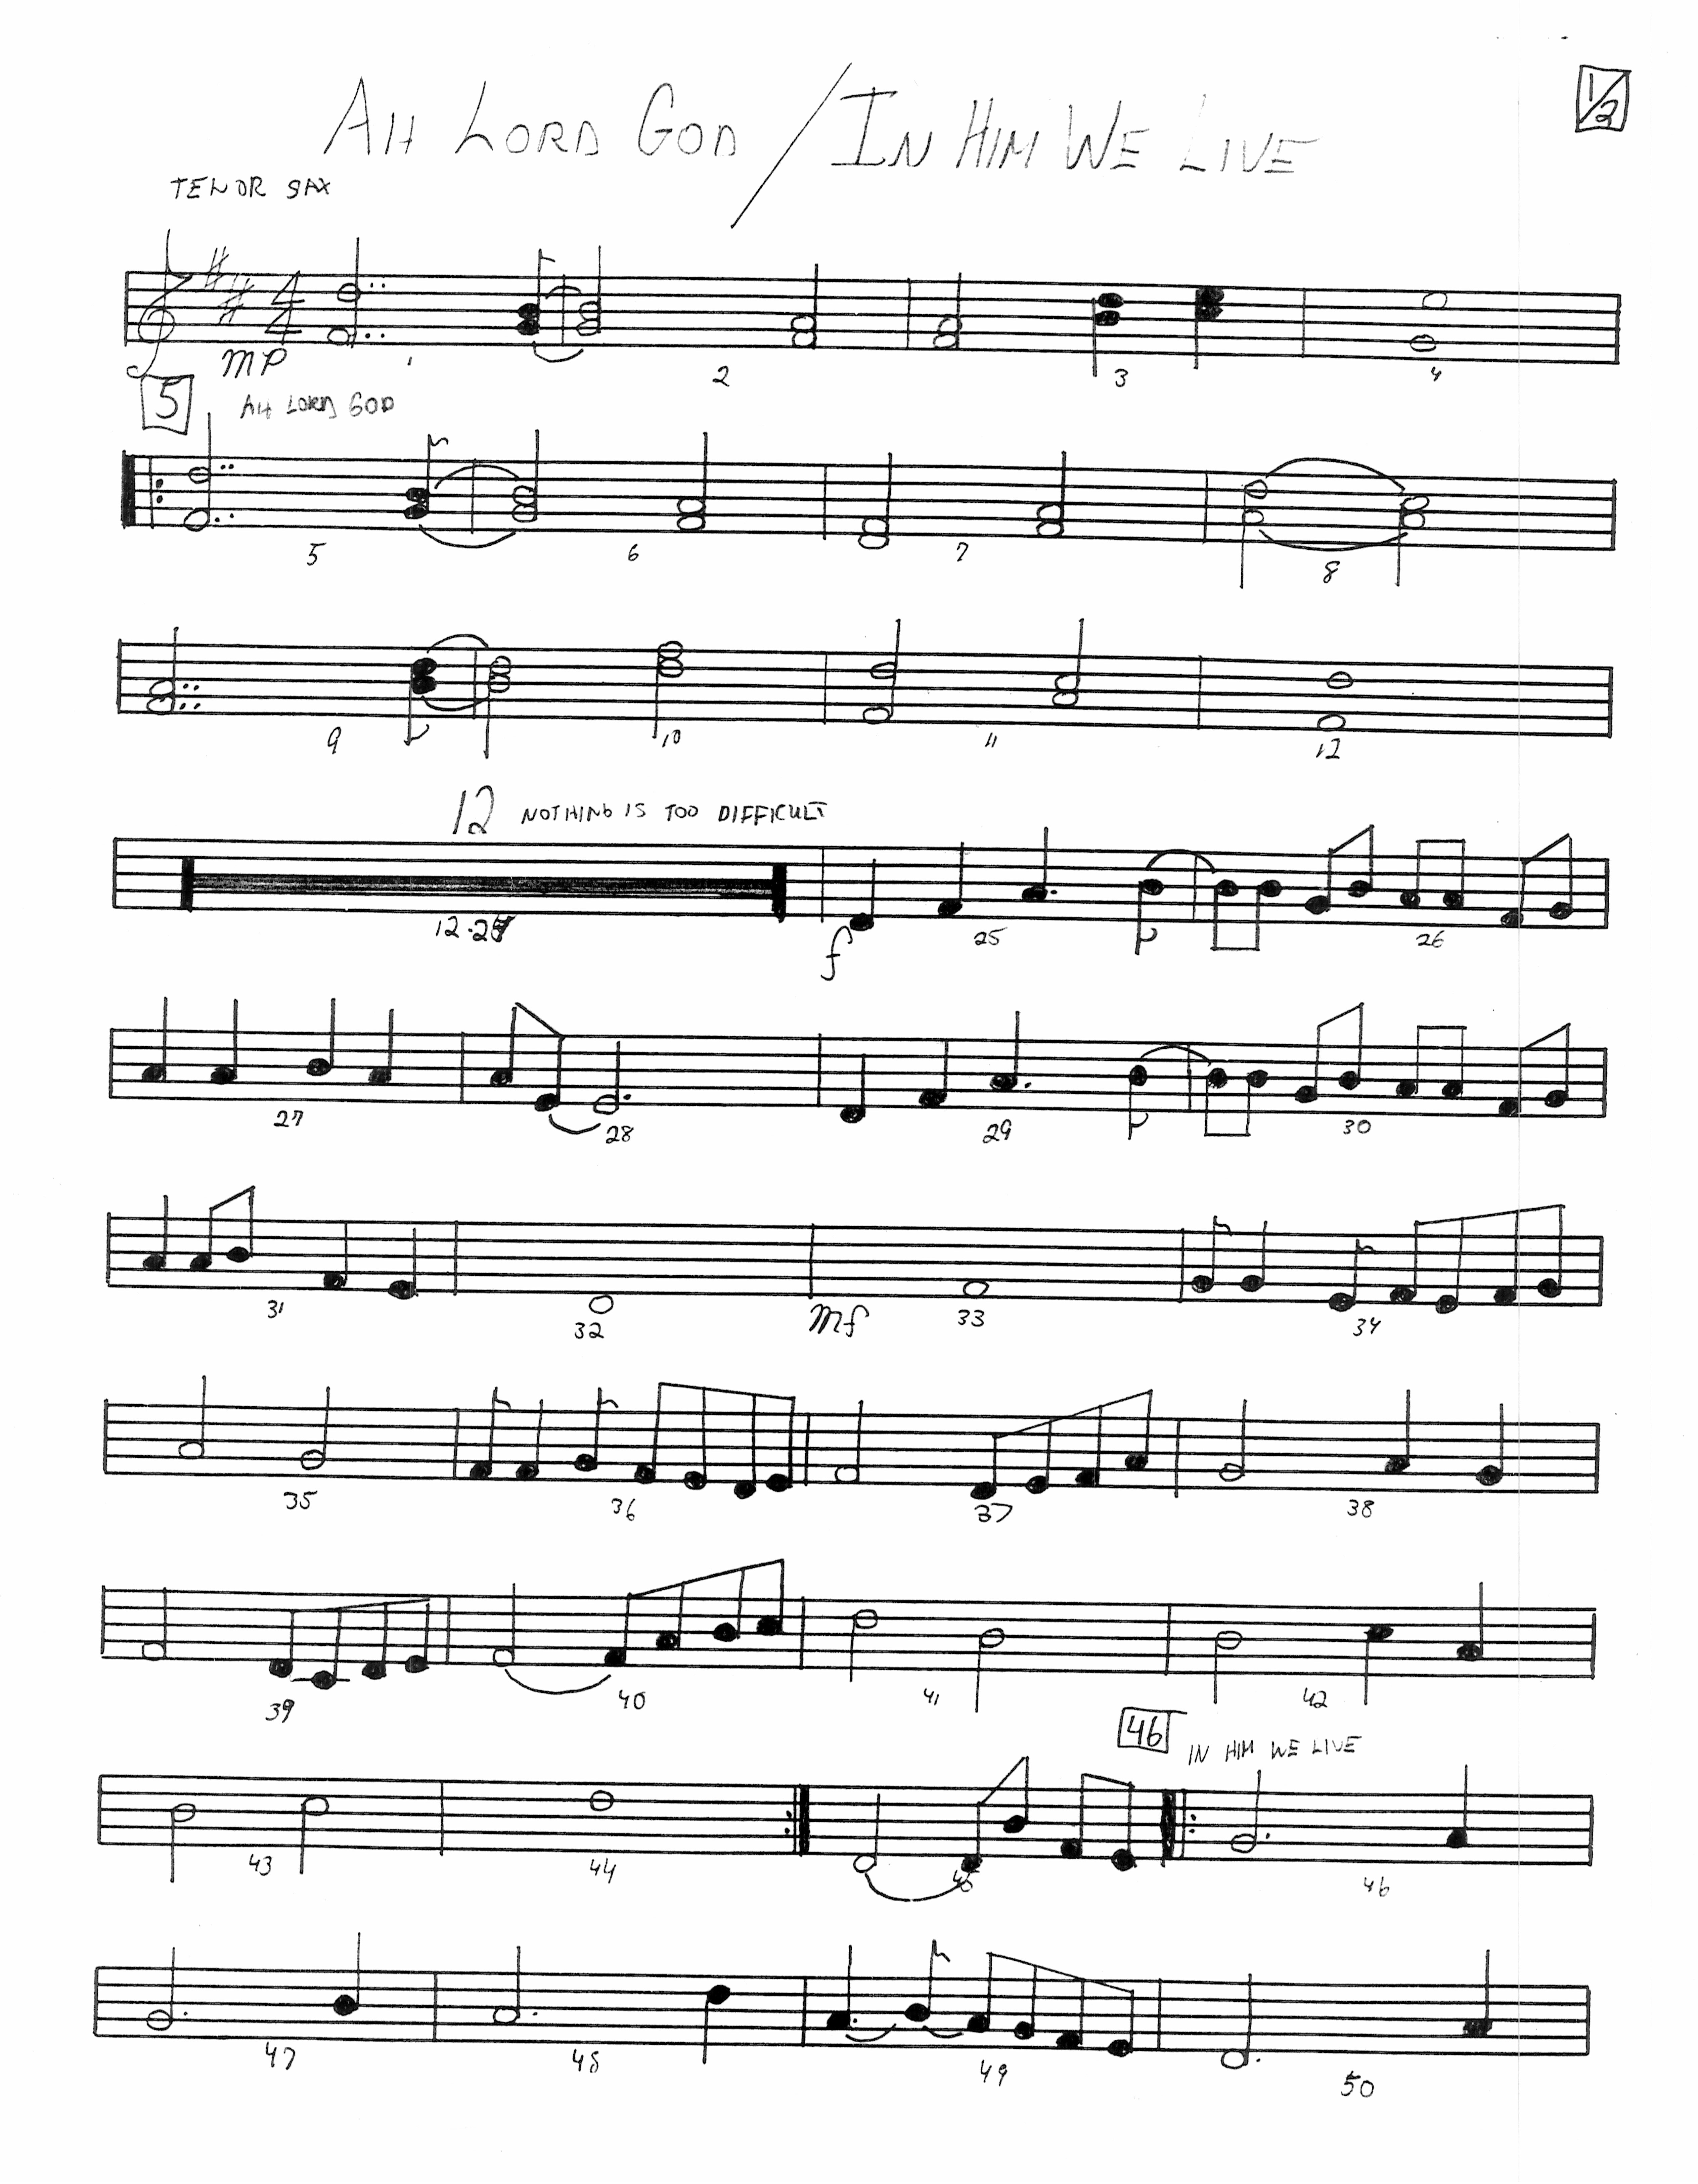 1/2
AH LORD GOD / IN HIM WE LIVE
TENOR SAX
4
4
MP
1 2 3 4
5 AH LORD GOD
5 6 7 8
9 10 11 12
12 NOTHING IS TOO DIFFICULT
f
25 26
27 28 29 30
Mf
31 32 33 34
35 36 37 38
39 40 41 42
46 IN HIM WE LIVE
43 44 45 46
47 48 49 50